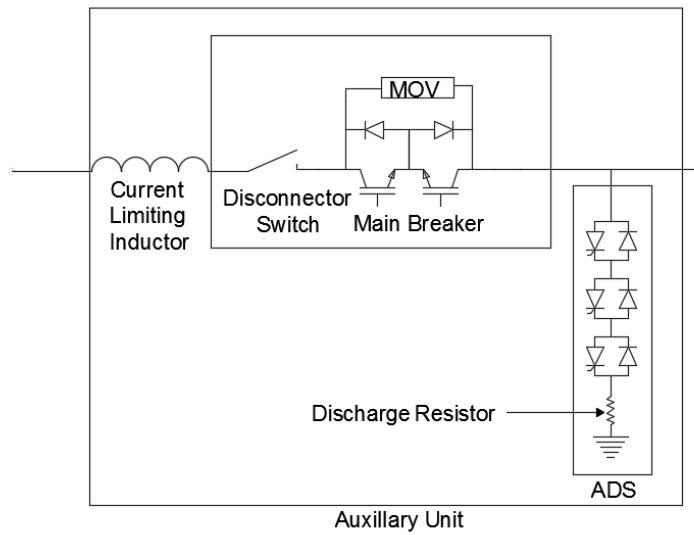 MOV
Current
Limiting
Inductor
Disconnector
Switch
Main Breaker
Discharge Resistor
ADS
Auxillary Unit